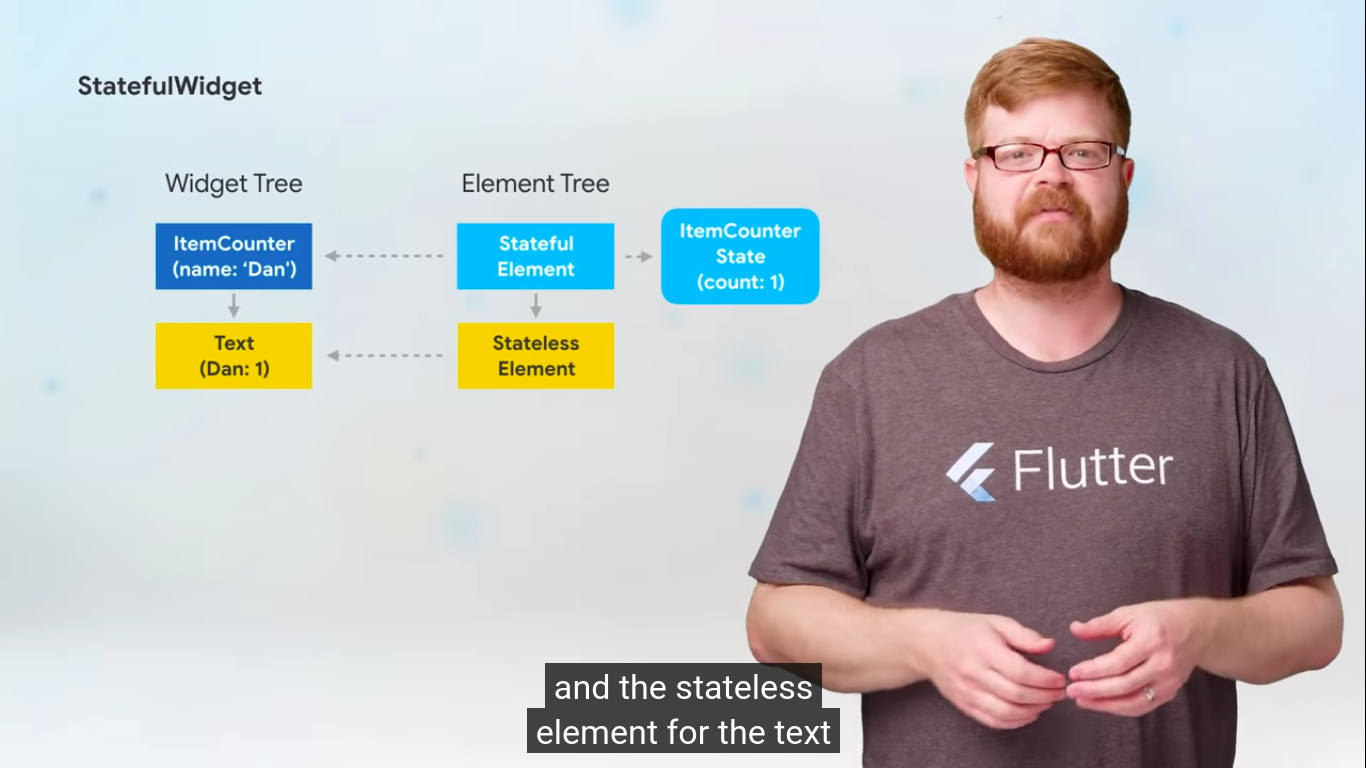 StatefulWidget
Widget Tree
Element Tree
ItemCounter
(name: ‘Dan’)
Stateful
Element
ItemCounter
State
(count: 1)
Text
(Dan: 1)
Stateless
Element
Flutter
and the stateless
element for the text